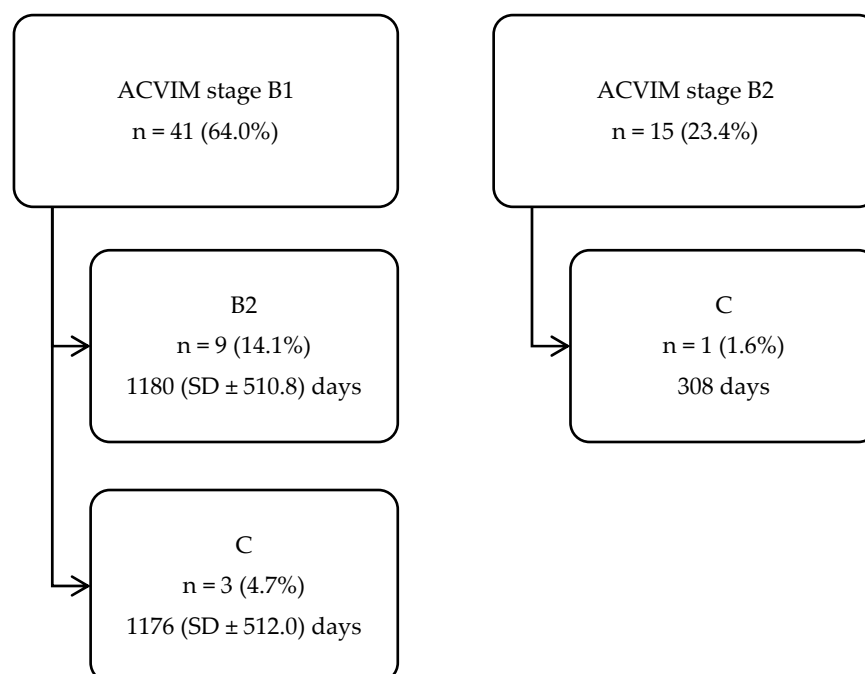 ACVIM stage B1
n = 41 (64.0%)
B2
n = 9 (14.1%)
1180 (SD ± 510.8) days
C
n = 3 (4.7%)
1176 (SD ± 512.0) days
ACVIM stage B2
n = 15 (23.4%)
C
n = 1 (1.6%)
308 days